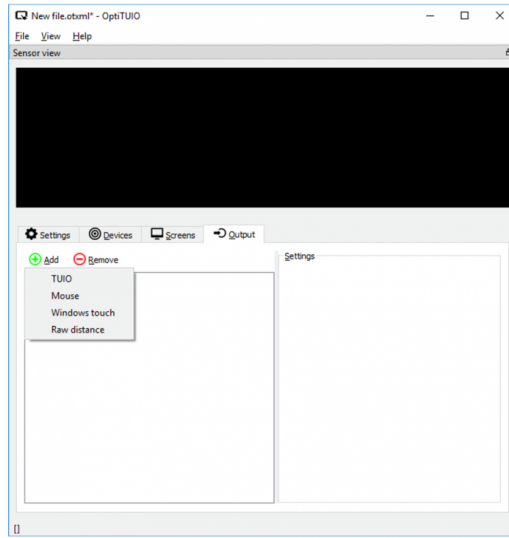 New file.otxml* - OptiTUIO
File View Help
Sensor view
Settings Devices Screens Output
Add Remove
Settings
TUIO
Mouse
Windows touch
Raw distance
[]